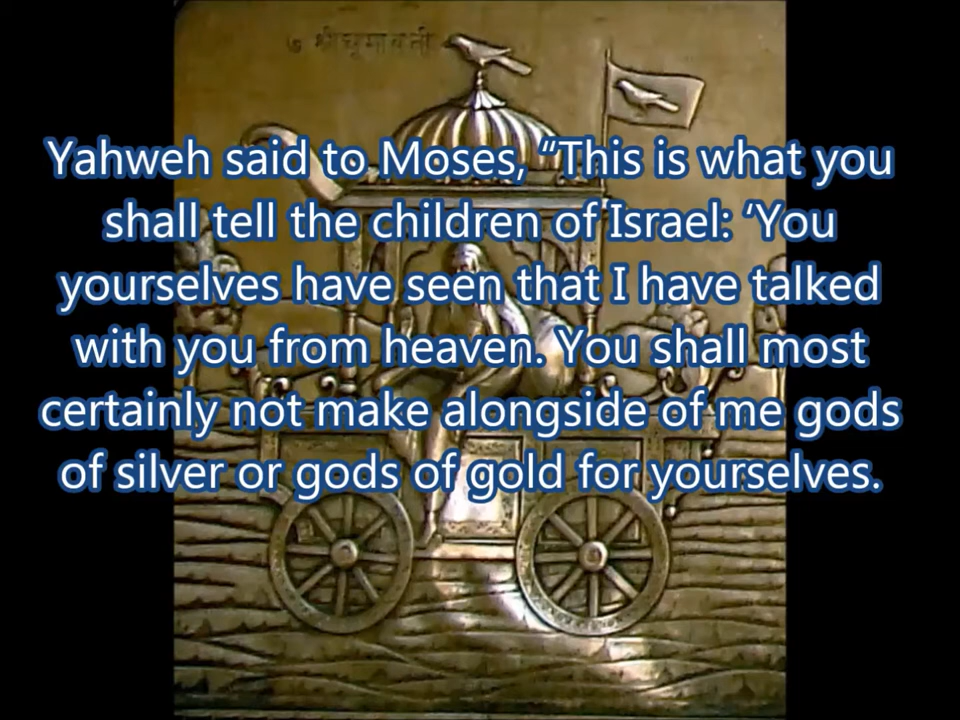 ७ श्रीधूमावती
Yahweh said to Moses, “This is what you
shall tell the children of Israel: ‘You
yourselves have seen that I have talked
with you from heaven. You shall most
certainly not make alongside of me gods
of silver or gods of gold for yourselves.